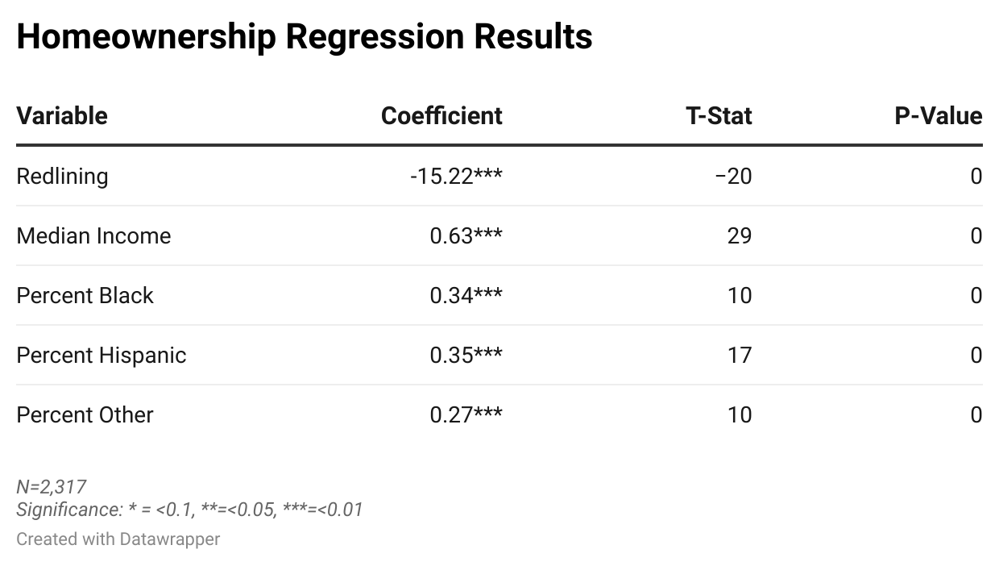 Homeownership Regression Results
Variable Coefficient T-Stat P-Value
Redlining -15.22*** −20 0
Median Income 0.63*** 29 0
Percent Black 0.34*** 10 0
Percent Hispanic 0.35*** 17 0
Percent Other 0.27*** 10 0
N=2,317
Significance: * = <0.1, **=<0.05, ***=<0.01
Created with Datawrapper